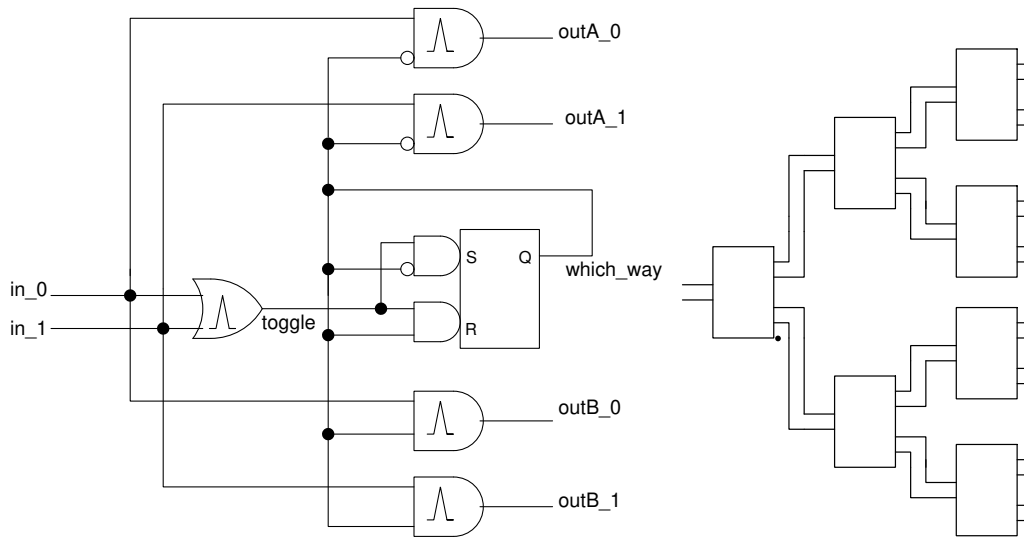 outA_0
outA_1
S
Q
which_way
in_0
in_1
toggle
R
outB_0
outB_1